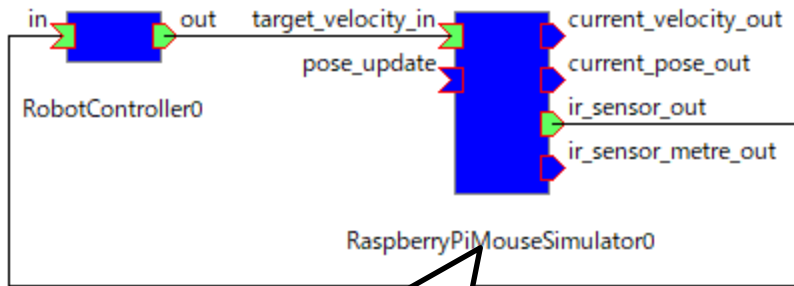 in
out
target_velocity_in
current_velocity_out
pose_update
current_pose_out
RobotController0
ir_sensor_out
ir_sensor_metre_out
RaspberryPiMouseSimulator0